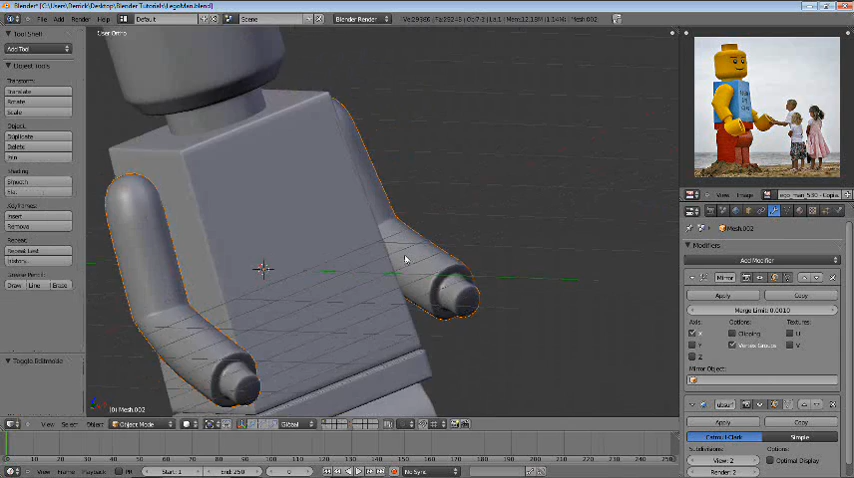 Blender* [C:\Users\Derrick\Blender Tutorials\LegoMan.blend]
File Add Render Help
Default
Scene
Blender Render
Tool Shelf
Add Tool
Object Tools
Transform:
Translate
Rotate
Scale
Object:
Duplicate
Delete
Join
Shading:
Smooth
Flat
Keyframes:
Insert
Remove
Repeat:
Repeat Last
History...
Grease Pencil:
Draw Line Erase
Toggle Editmode
User Ortho
(0) Mesh.002
View Select Object
Object Mode
Global
View Image
Mesh.002
Modifiers
Add Modifier
Mirror
Apply
Copy
Merge Limit: 0.0010
Axis: Options: Textures:
X Clipping U
Y Vertex Groups V
Z
Mirror Object:
Apply
Copy
Catmull-Clark
Simple
Subdivisions: Options:
View: 2 Optimal Display
Render: 2
View Frame Playback
PR
Start: 1
End: 250
0
No Sync